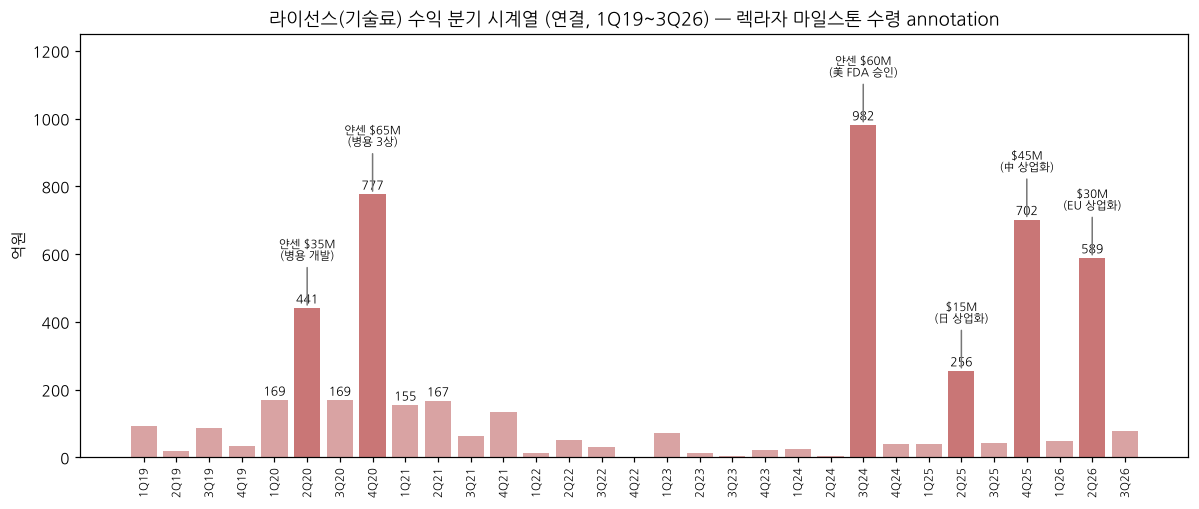 라이선스(기술료) 수익 분기 시계열 (연결, 1Q19~3Q26) — 렉라자 마일스톤 수령 annotation
억원
1200
1000
800
600
400
200
0
얀센 $35M
(병용 개발)
얀센 $65M
(병용 3상)
얀센 $60M
(美 FDA 승인)
$15M
(日 상업화)
$45M
(中 상업화)
$30M
(EU 상업화)
169
441
169
777
155
167
982
256
702
589
1Q19
2Q19
3Q19
4Q19
1Q20
2Q20
3Q20
4Q20
1Q21
2Q21
3Q21
4Q21
1Q22
2Q22
3Q22
4Q22
1Q23
2Q23
3Q23
4Q23
1Q24
2Q24
3Q24
4Q24
1Q25
2Q25
3Q25
4Q25
1Q26
2Q26
3Q26